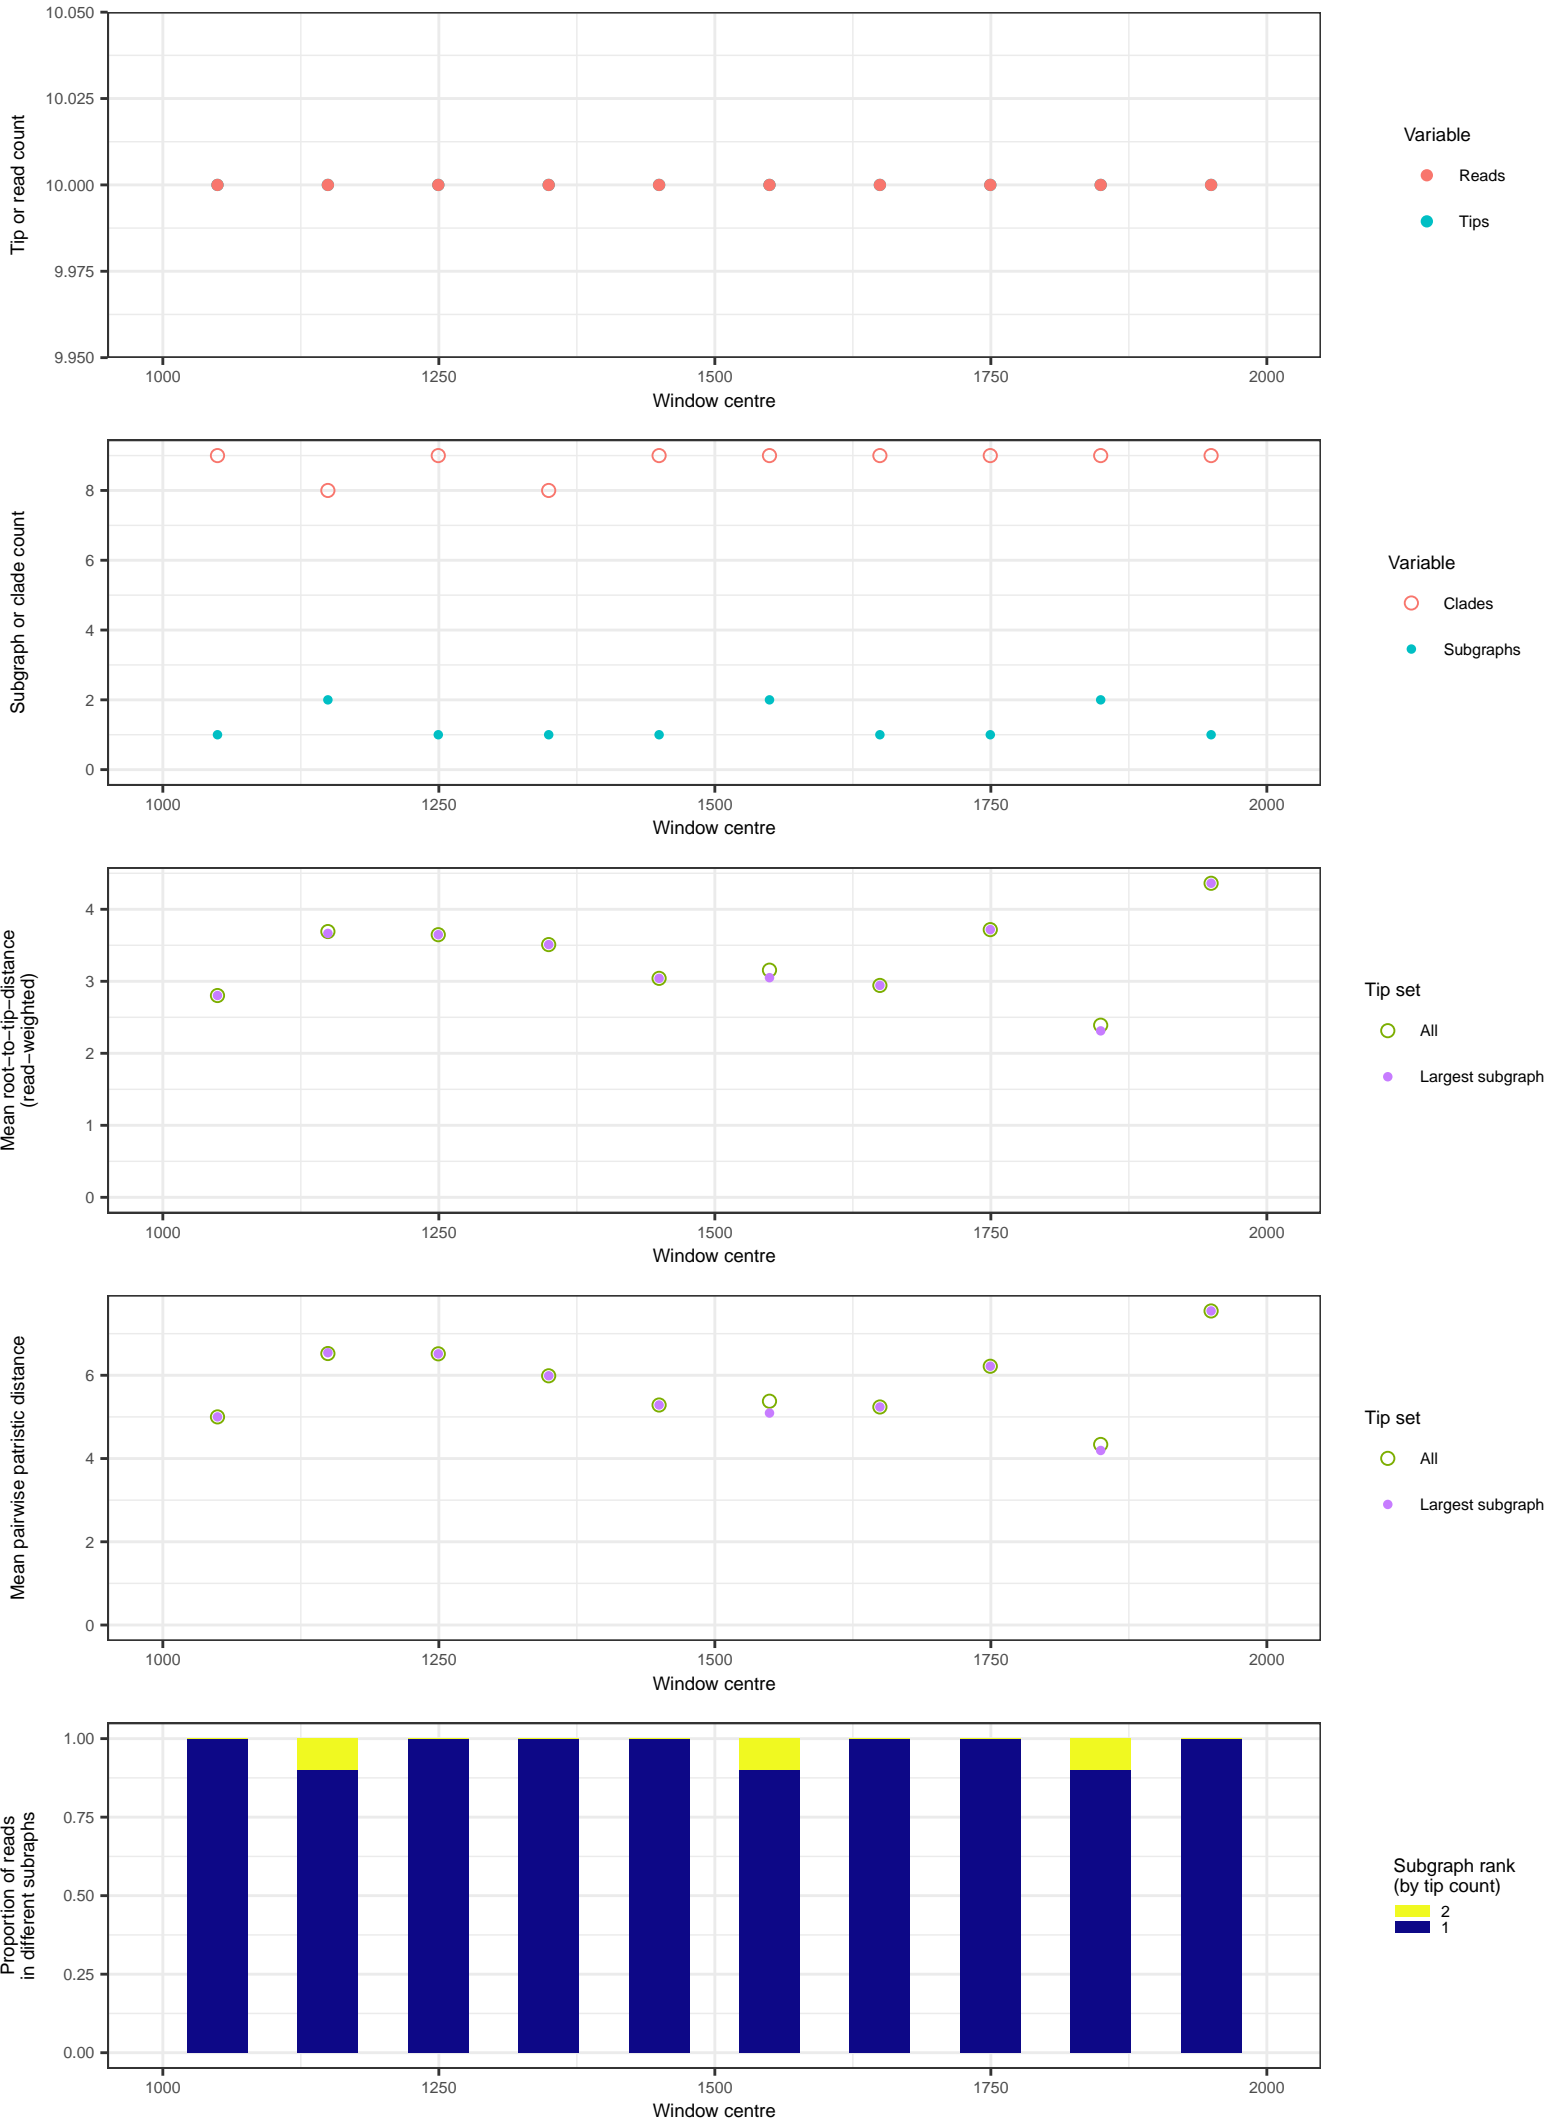 10.050
10.025
10.000
9.975
9.950
Tip or read count
1000 1250 1500 1750 2000
Window centre
Variable
Reads
Tips
8
6
4
2
0
Subgraph or clade count
1000 1250 1500 1750 2000
Window centre
Variable
Clades
Subgraphs
4
3
2
1
0
Mean root−to−tip−distance
(read−weighted)
1000 1250 1500 1750 2000
Window centre
Tip set
All
Largest subgraph
6
4
2
0
Mean pairwise patristic distance
1000 1250 1500 1750 2000
Window centre
Tip set
All
Largest subgraph
1.00
0.75
0.50
0.25
0.00
Proportion of reads
in different subraphs
1000 1250 1500 1750 2000
Window centre
Subgraph rank
(by tip count)
2
1